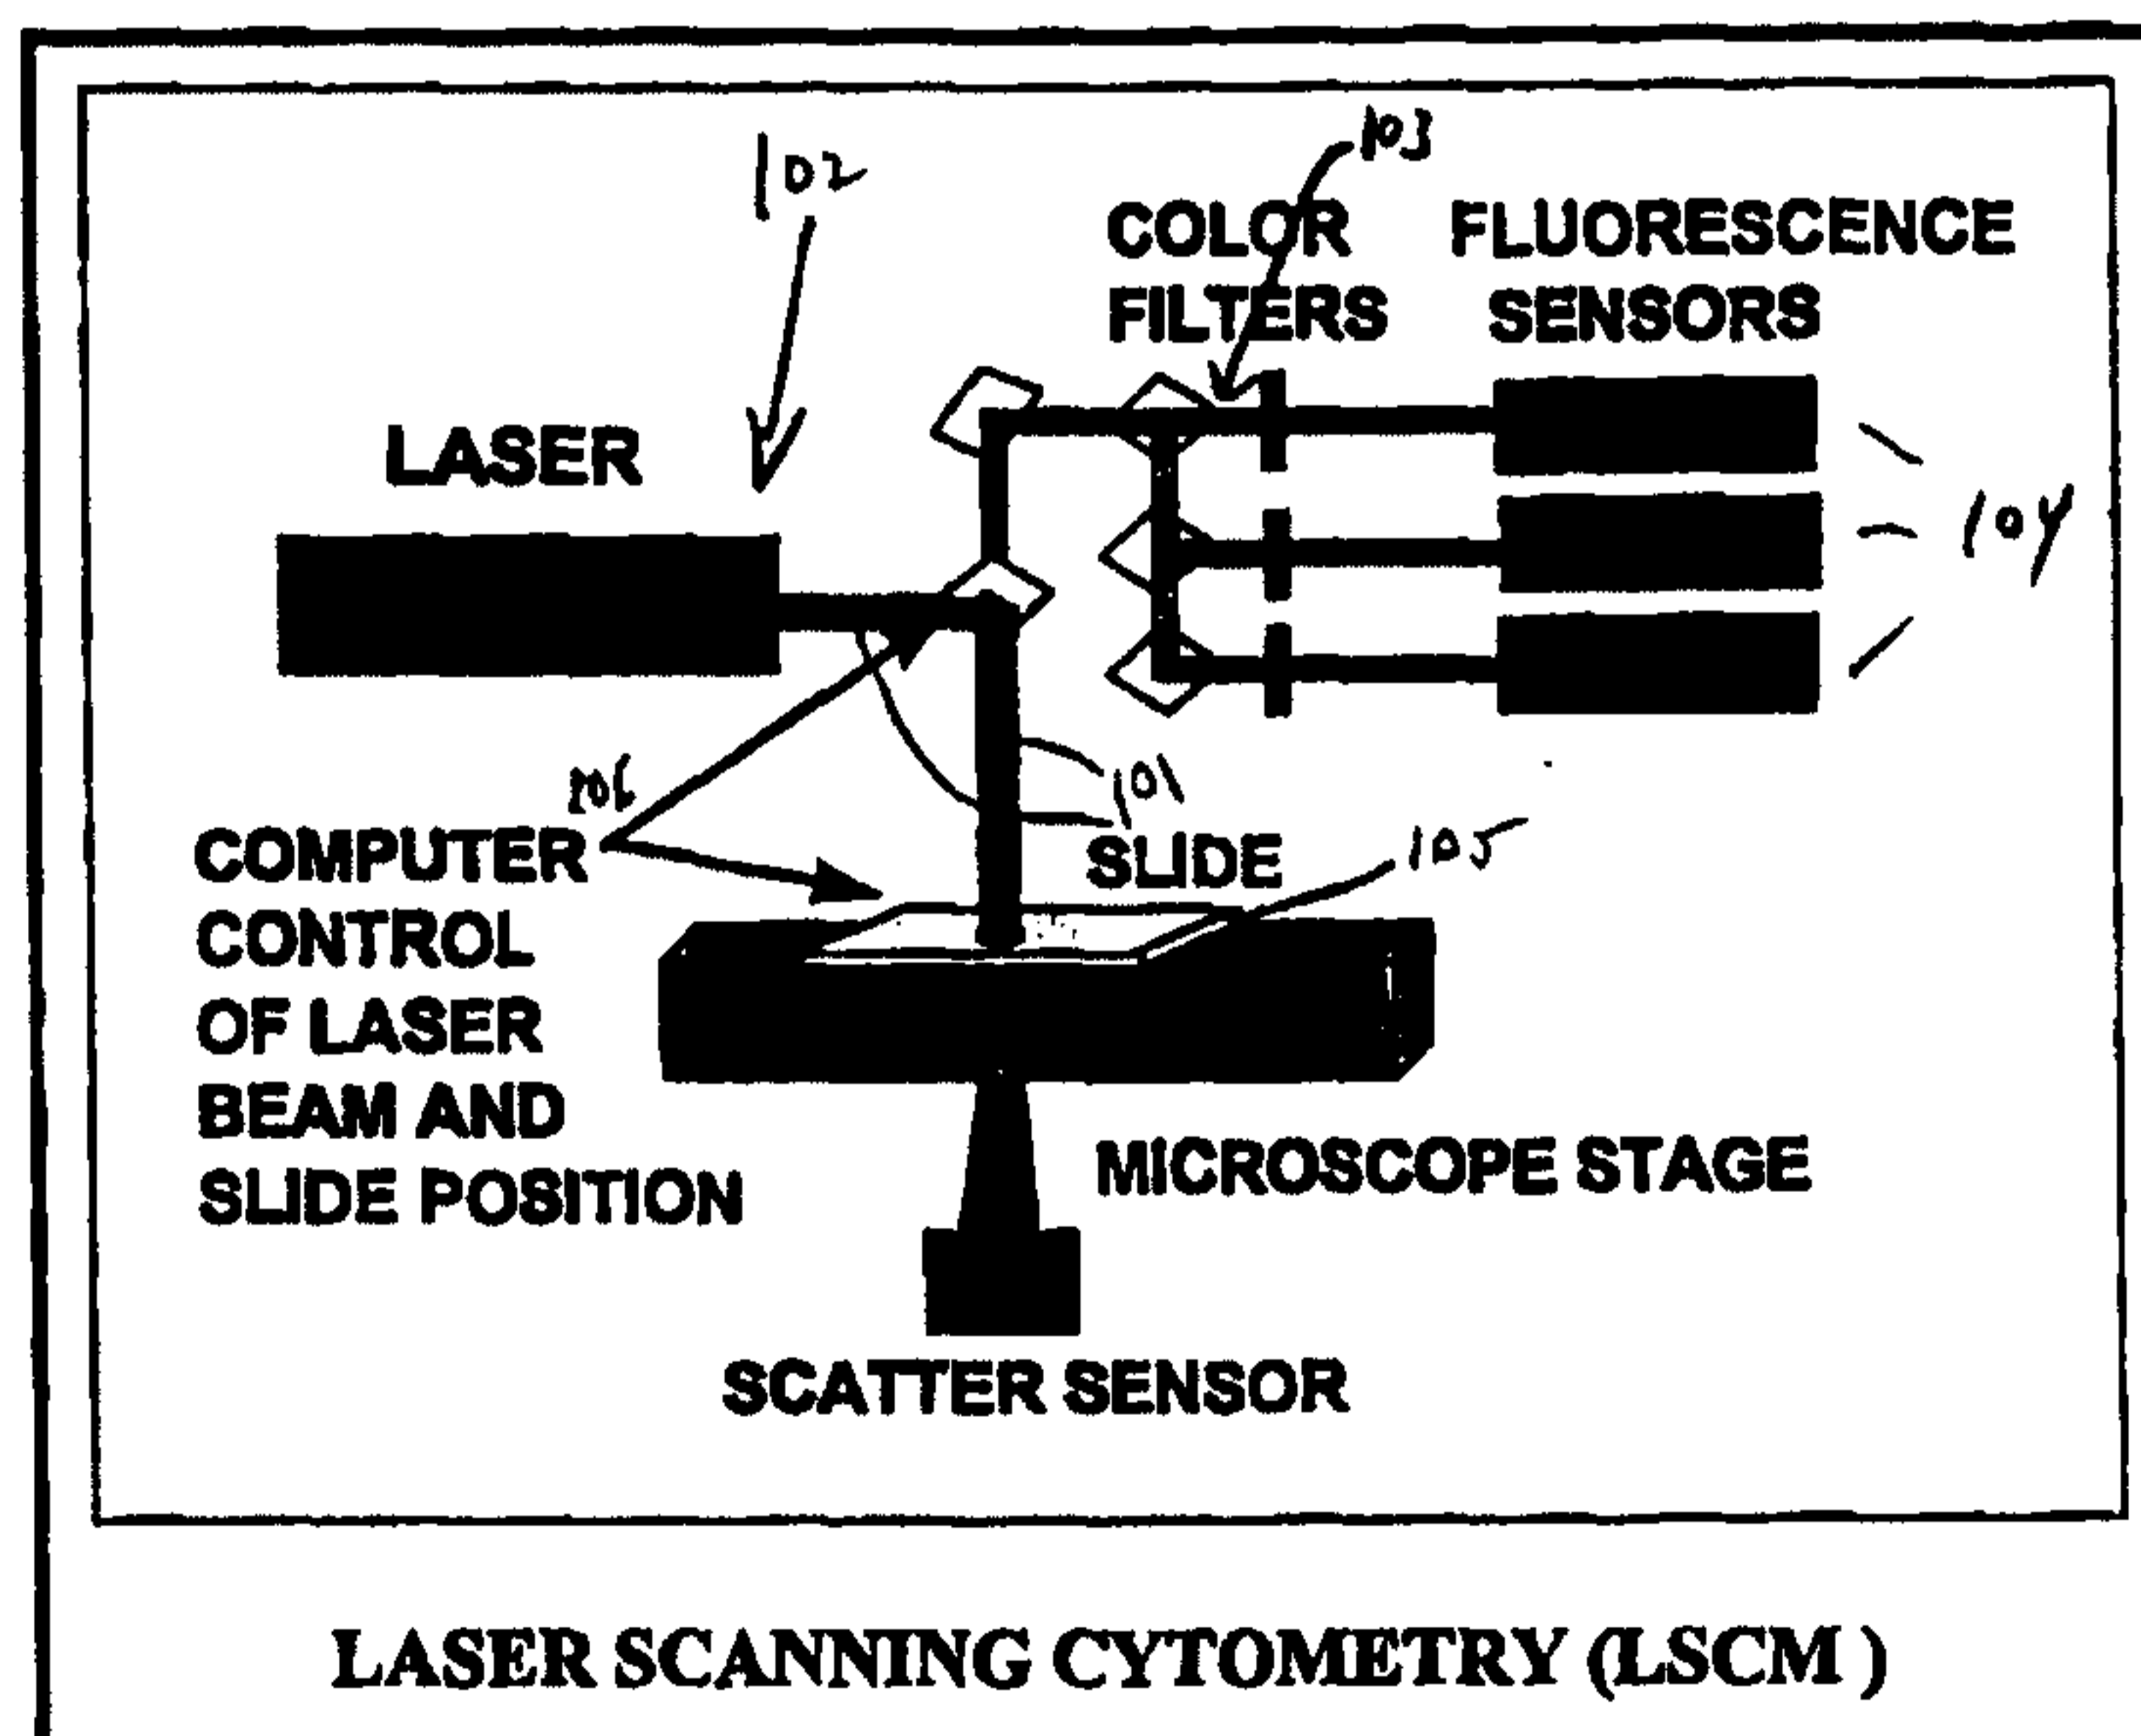 102
103
COLOR FILTERS
FLUORESCENCE SENSORS
LASER
104
106
101
COMPUTER
CONTROL
OF LASER
BEAM AND
SLIDE POSITION
SLIDE
105
MICROSCOPE STAGE
SCATTER SENSOR
LASER SCANNING CYTOMETRY (LSCM )